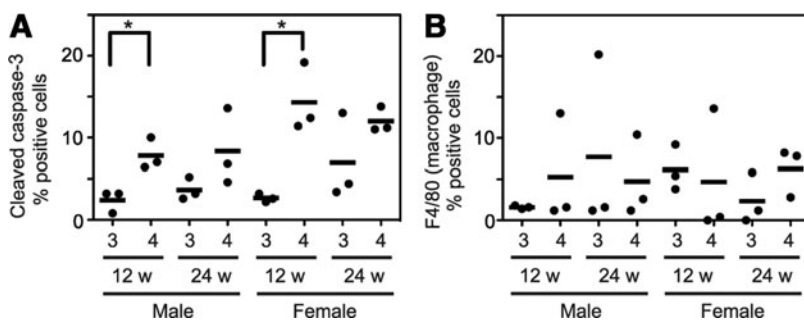 A
B
* *
Cleaved caspase-3
% positive cells
20
10
0
3 4 3 4 3 4 3 4
12 w 24 w 12 w 24 w
Male Female
F4/80 (macrophage)
% positive cells
20
10
0
3 4 3 4 3 4 3 4
12 w 24 w 12 w 24 w
Male Female